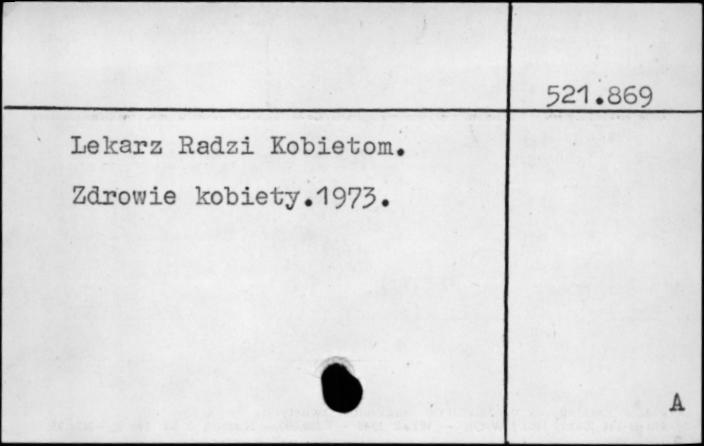 521.869
Lekarz Radzi Kobietom.
Zdrowie kobiety.1973.
A